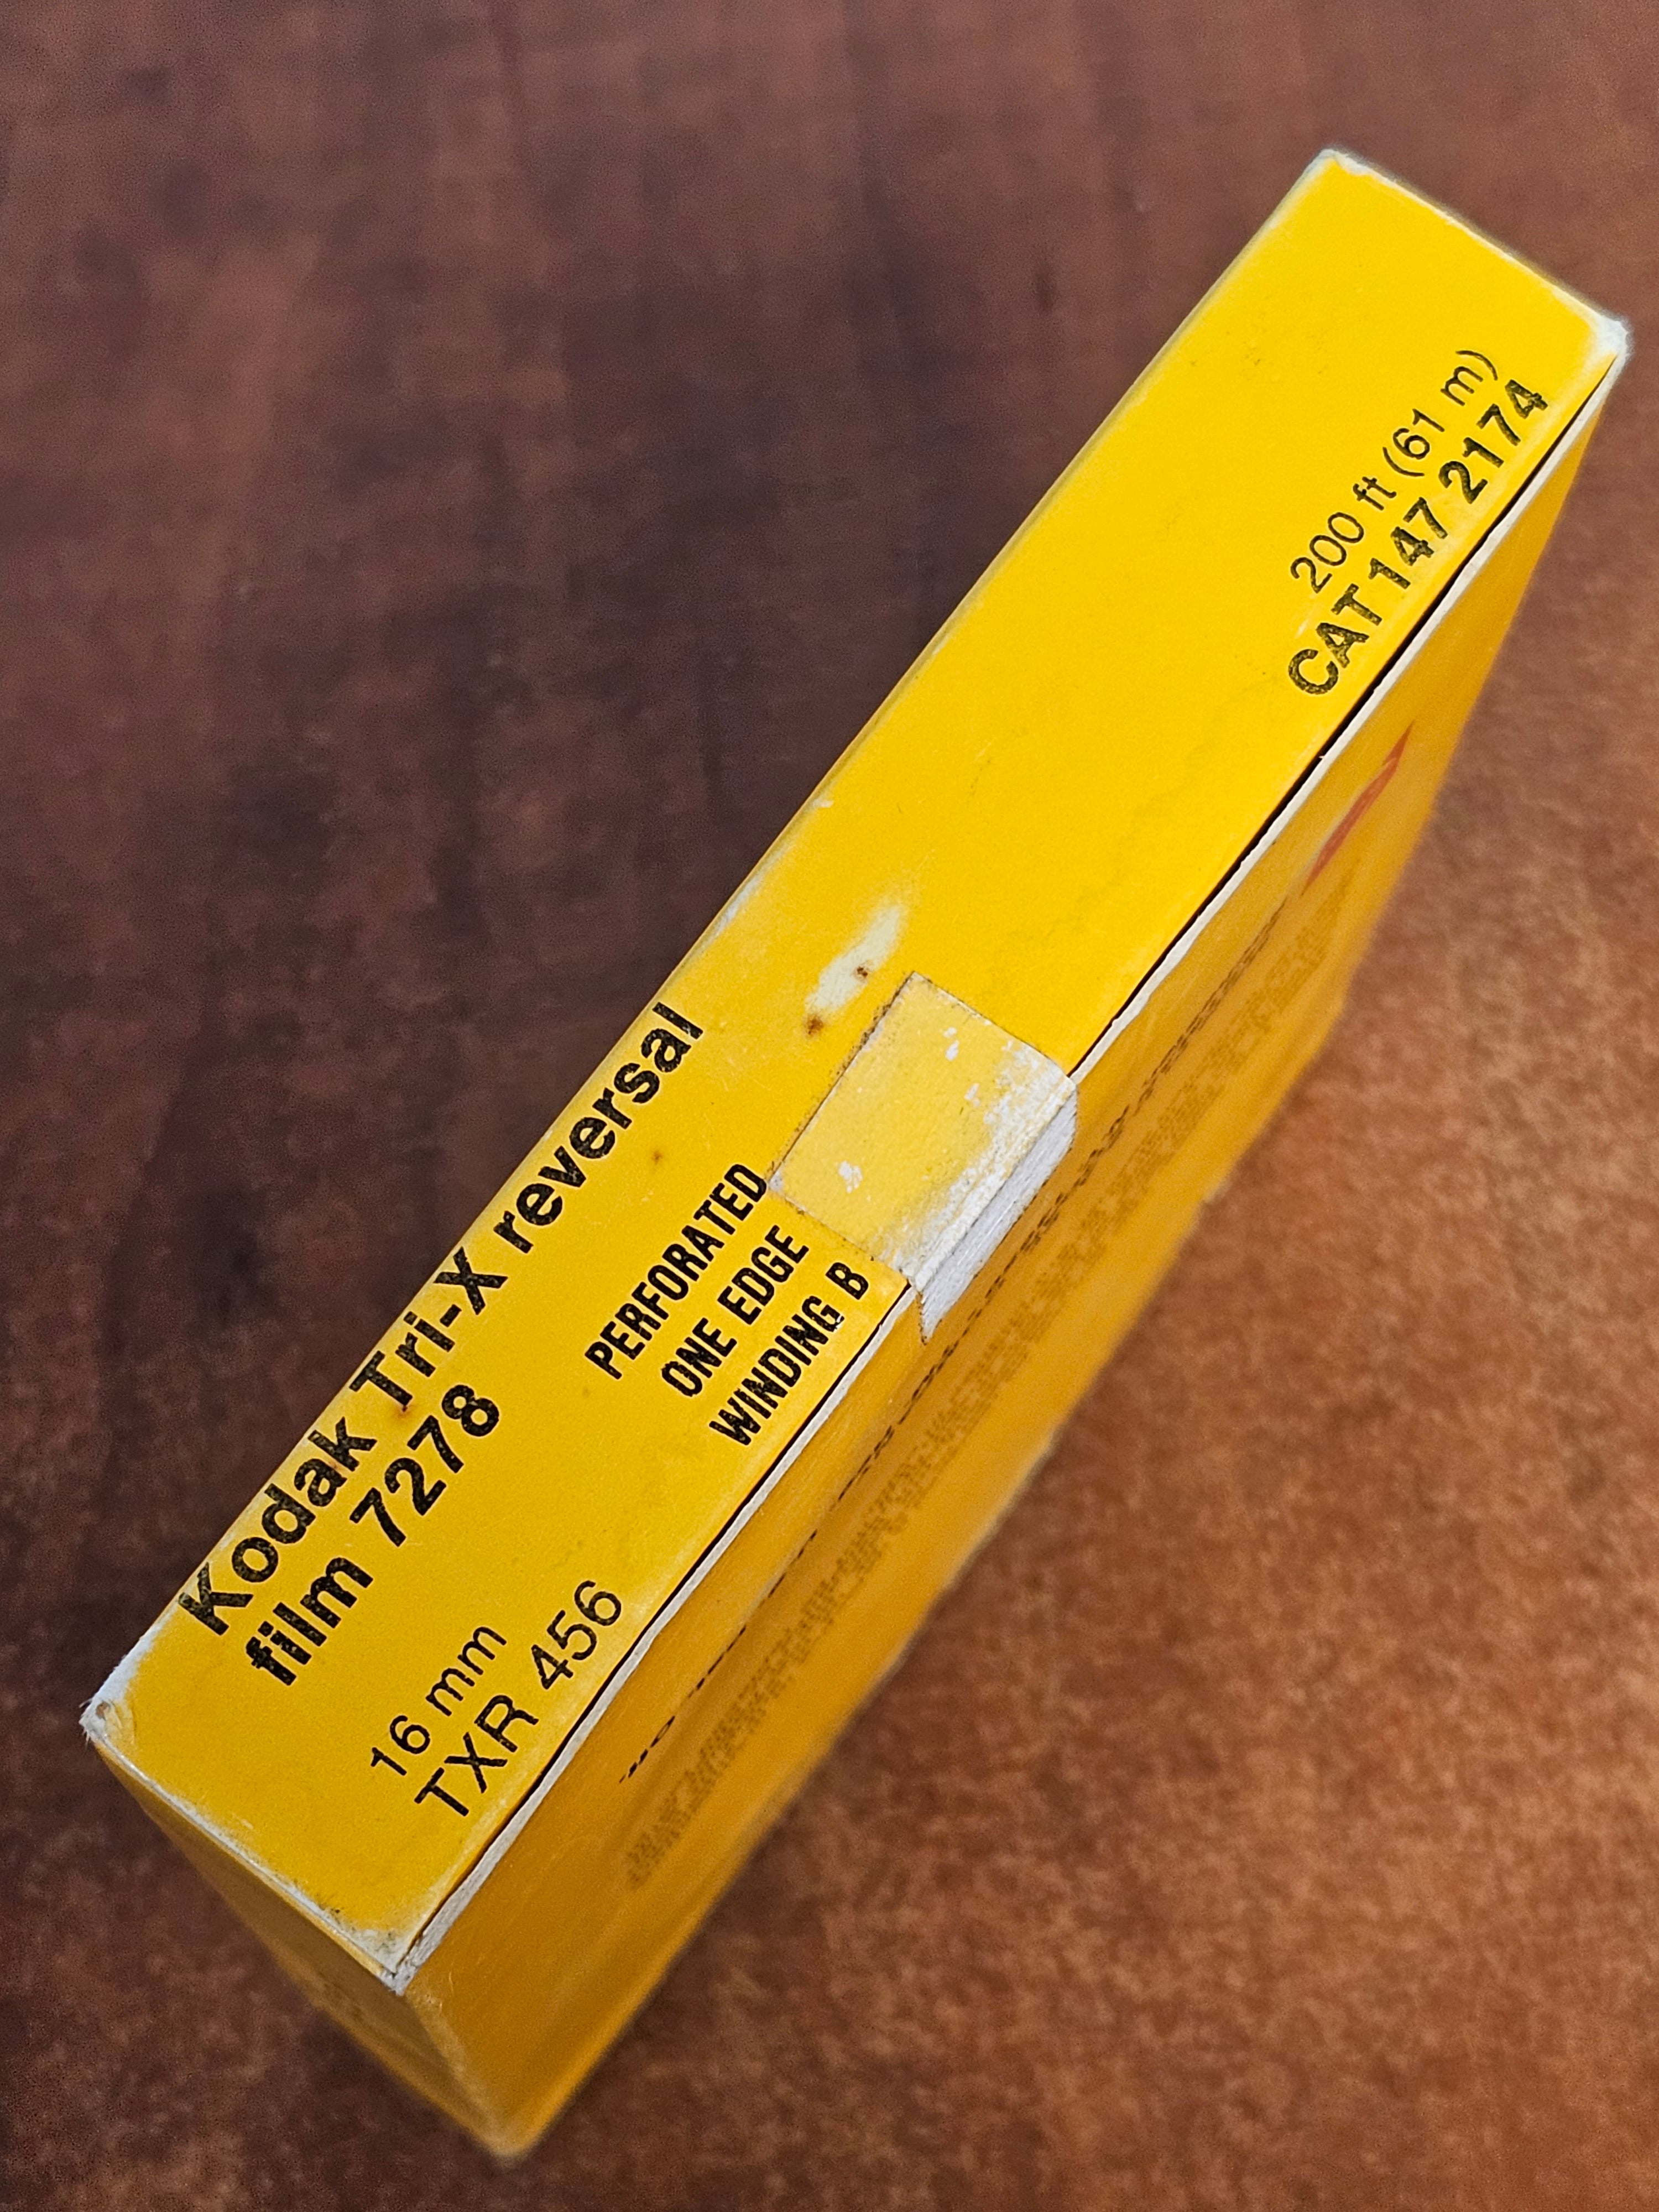 Kodak Tri-X reversal
film 7278
16 mm
TXR 456
PERFORATED
ONE EDGE
WINDING B
200 ft (61 m)
CAT 147 2174